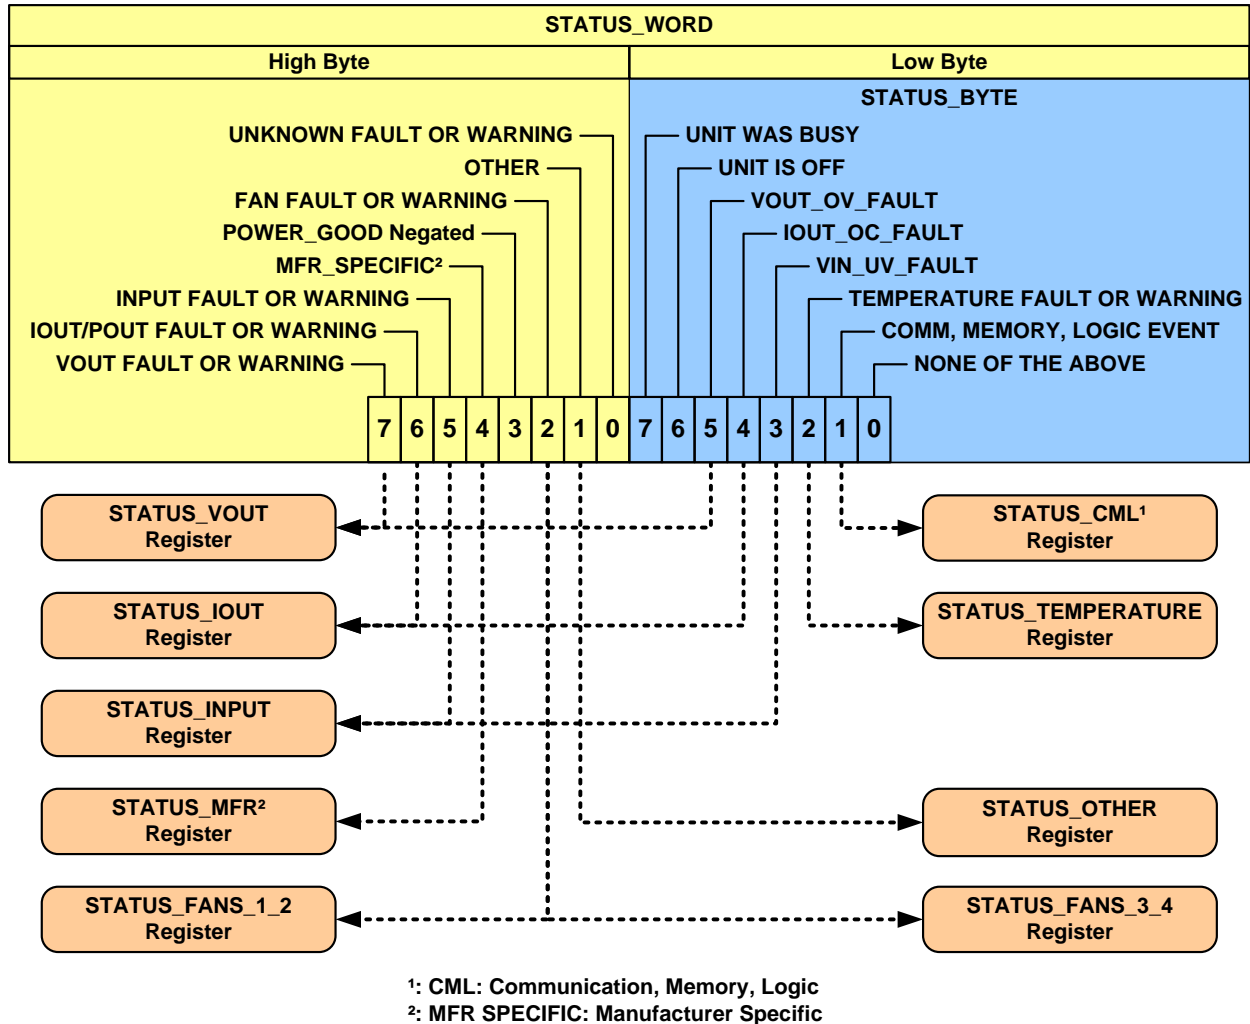 STATUS_WORD
High Byte
Low Byte
STATUS_BYTE
UNKNOWN FAULT OR WARNING
OTHER
FAN FAULT OR WARNING
POWER_GOOD Negated
MFR_SPECIFIC²
INPUT FAULT OR WARNING
IOUT/POUT FAULT OR WARNING
VOUT FAULT OR WARNING
UNIT WAS BUSY
UNIT IS OFF
VOUT_OV_FAULT
IOUT_OC_FAULT
VIN_UV_FAULT
TEMPERATURE FAULT OR WARNING
COMM, MEMORY, LOGIC EVENT
NONE OF THE ABOVE
7 6 5 4 3 2 1 0 7 6 5 4 3 2 1 0
STATUS_VOUT
Register
STATUS_CML¹
Register
STATUS_IOUT
Register
STATUS_TEMPERATURE
Register
STATUS_INPUT
Register
STATUS_MFR²
Register
STATUS_OTHER
Register
STATUS_FANS_1_2
Register
STATUS_FANS_3_4
Register
¹: CML: Communication, Memory, Logic
²: MFR SPECIFIC: Manufacturer Specific